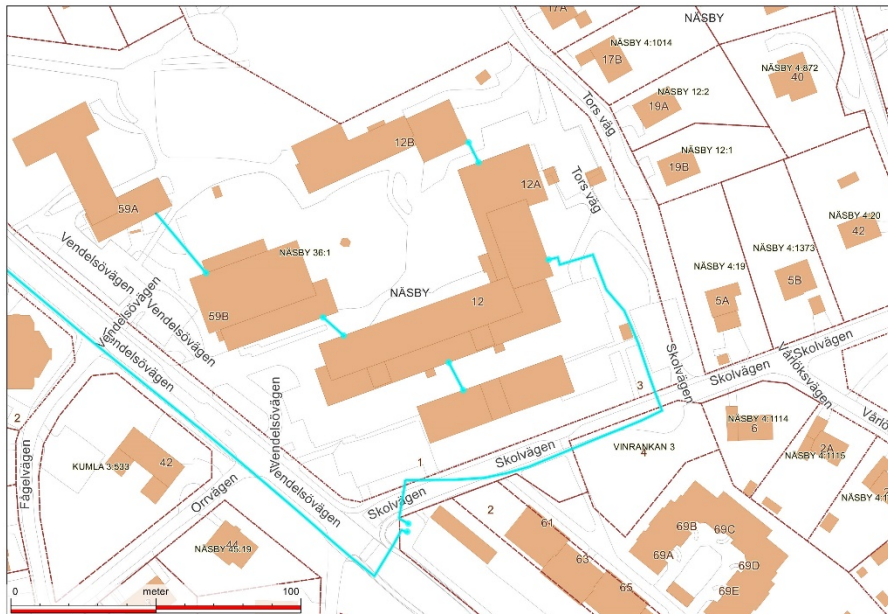 17A
NÄSBY
NÄSBY 4:1014
17B
NÄSBY 4:872
40
Tors väg
NÄSBY 12:2
19A
12B
NÄSBY 12:1
19B
12A
Tors väg
59A
NÄSBY 4:20
42
Vendelsövägen
NÄSBY 36:1
NÄSBY 4:1373
NÄSBY 4:19
5B
NÄSBY
12
5A
59B
Vendelsövägen
Vendelsövägen
Vendelsövägen
Vendelsövägen
Skolvägen
Skolvägen
Skolvägen
Vårlöksvägen
3
2
Fågelvägen
KUMLA 3:533
42
Orrvägen
Vendelsövägen
Vendelsövägen
1
Skolvägen
Skolvägen
VINRANKAN 3
4
NÄSBY 4:1114
6
2A
NÄSBY 4:1115
2
61
63
65
69B
69C
69A
69D
69E
44
NÄSBY 45:19
0 meter 100